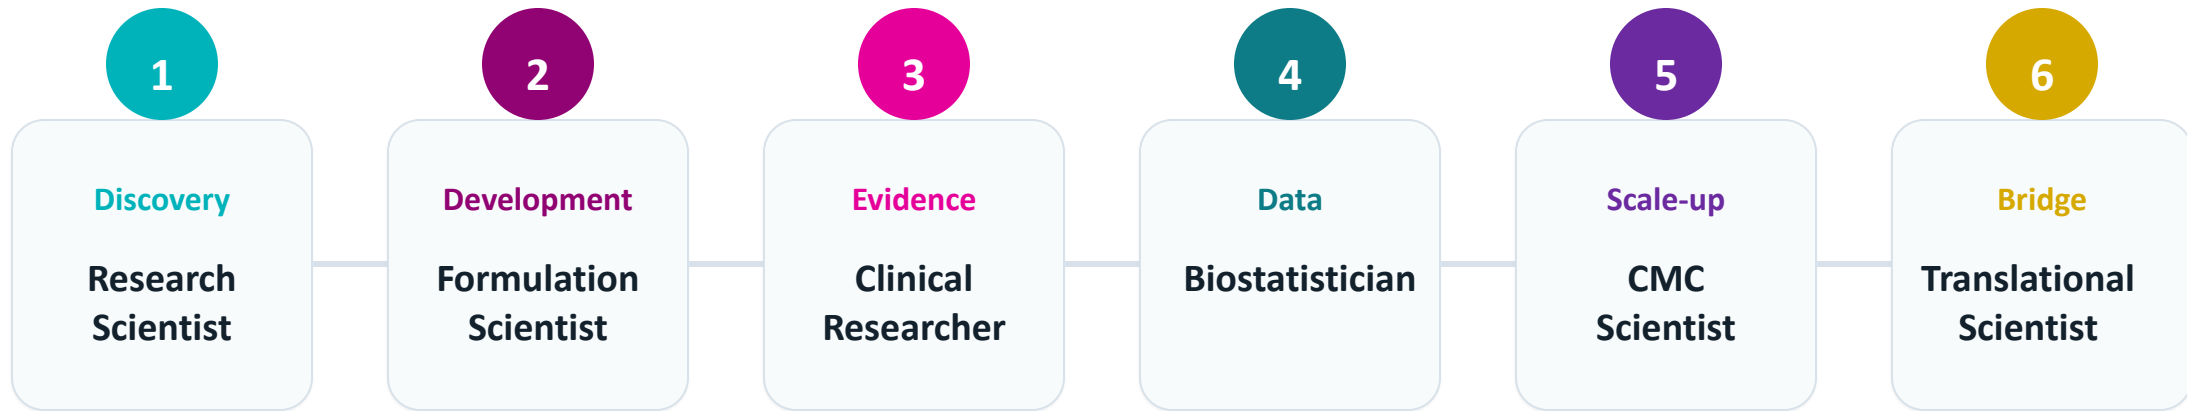 1
Discovery
Research
Scientist
2
Development
Formulation
Scientist
3
Evidence
Clinical
Researcher
4
Data
Biostatistician
5
Scale-up
CMC
Scientist
6
Bridge
Translational
Scientist